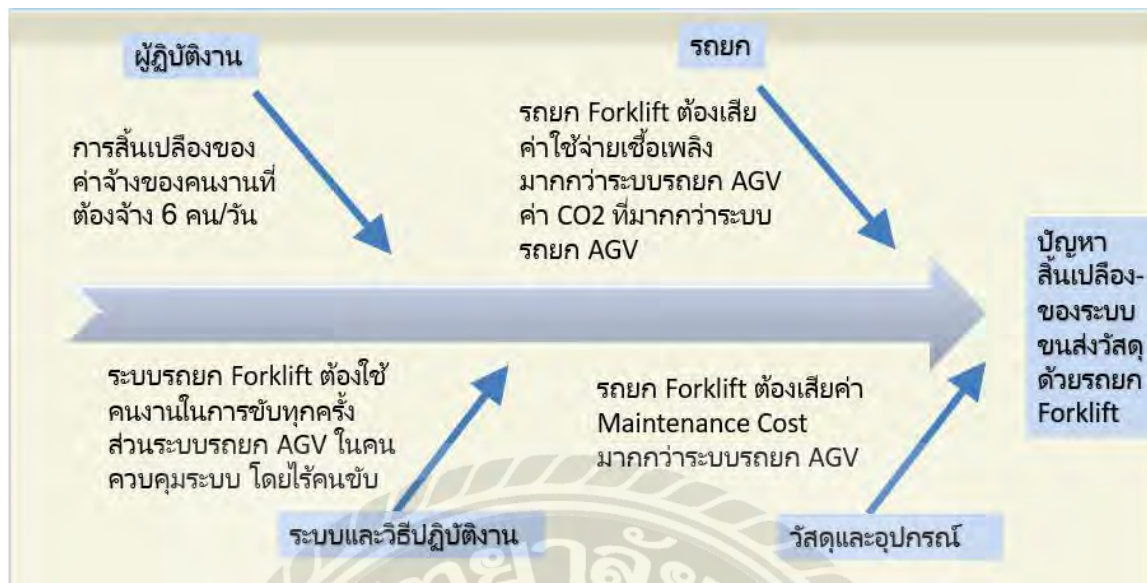 ผู้ฏิบัติงาน
รถยก
การสิ้นเปลืองของ
ค่าจ้างของคนงานที่
ต้องจ้าง 6 คน/วัน
รถยก Forklift ต้องเสีย
ค่าใช้จ่ายเชื้อเพลิง
มากกว่าระบบรถยก AGV
ค่า CO2 ที่มากกว่าระบบ
รถยก AGV
ปัญหา
สิ้นเปลือง-
ของระบบ
ขนส่งวัสดุ
ด้วยรถยก
Forklift
ระบบรถยก Forklift ต้องใช้
คนงานในการขับทุกครั้ง
ส่วนระบบรถยก AGV ในคน
ควบคุมระบบ โดยไร้คนขับ
รถยก Forklift ต้องเสียค่า
Maintenance Cost
มากกว่าระบบรถยก AGV
ระบบและวิธีปฏิบัติงาน
วัสดุและอุปกรณ์